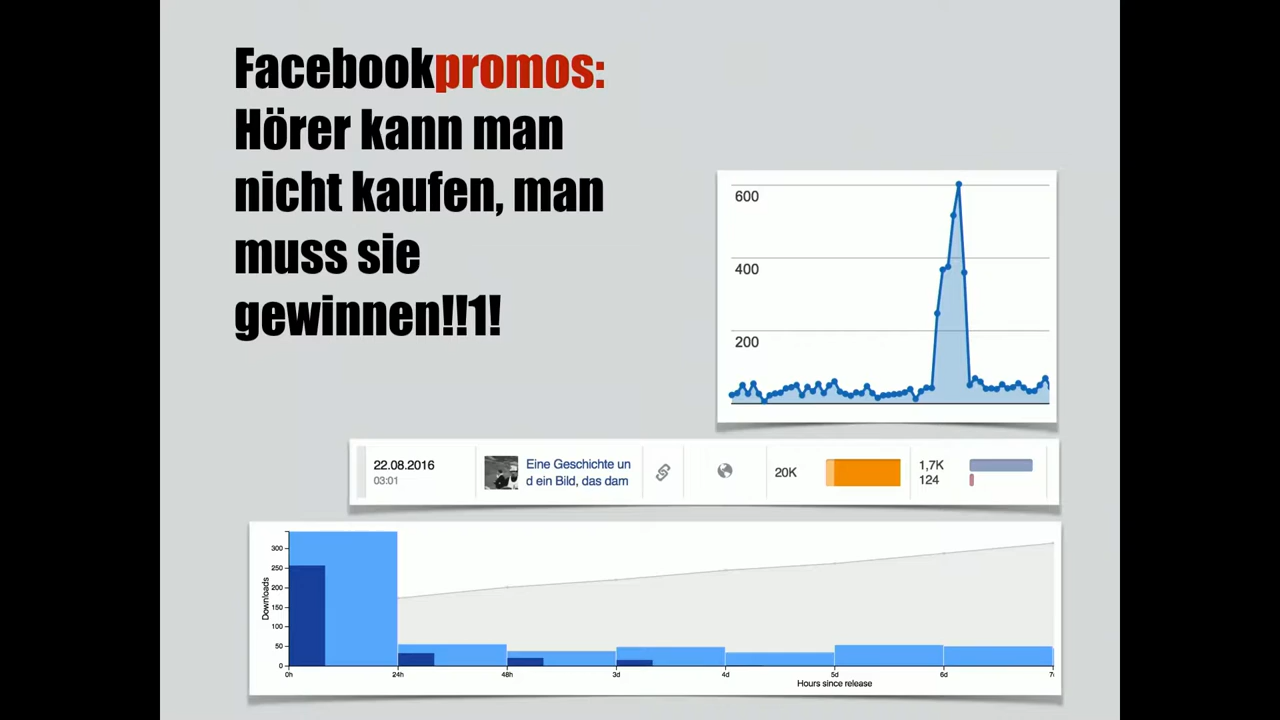 Facebookpromos:
Hörer kann man
nicht kaufen, man
muss sie
gewinnen!!1!
600
400
200
22.08.2016
03:01
Eine Geschichte un
d ein Bild, das dam
20K
1,7K
124
Downloads
300
250
200
150
100
50
0
0h 24h 48h 3d 4d 5d 6d
Hours since release